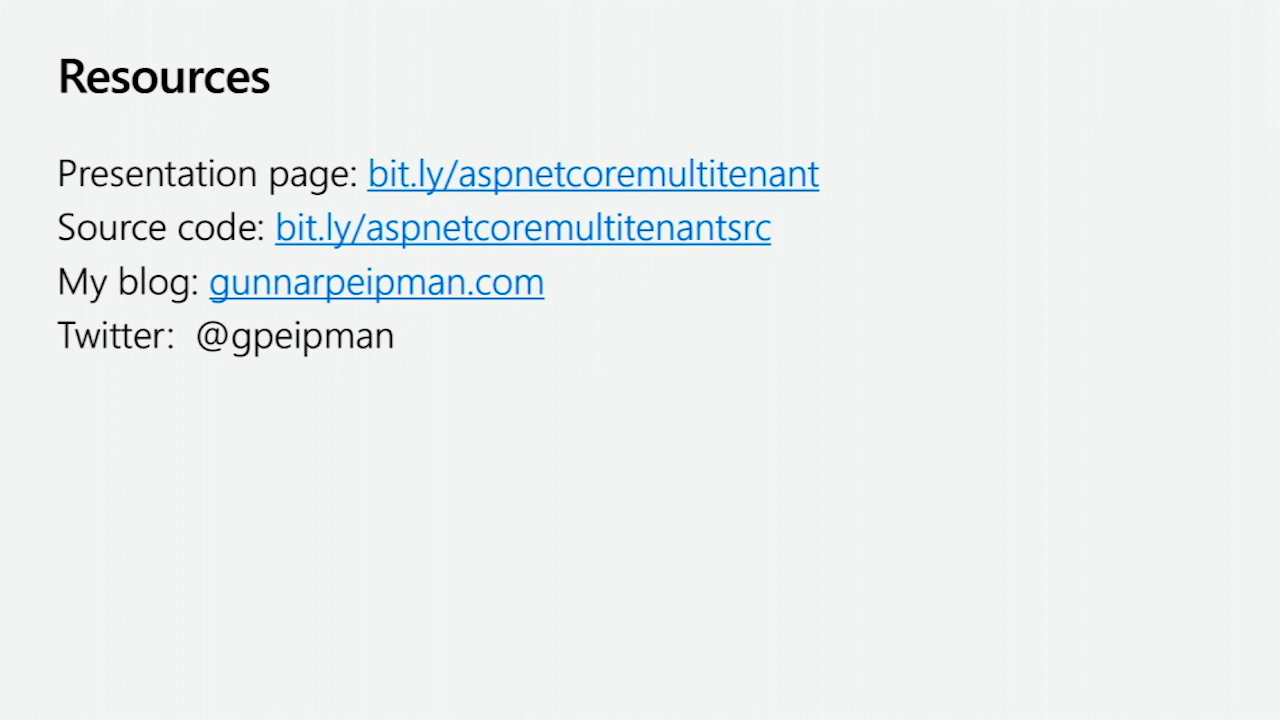 Resources
Presentation page: bit.ly/aspnetcoremultitenant
Source code: bit.ly/aspnetcoremultitenantsrc
My blog: gunnarpeipman.com
Twitter: @gpeipman